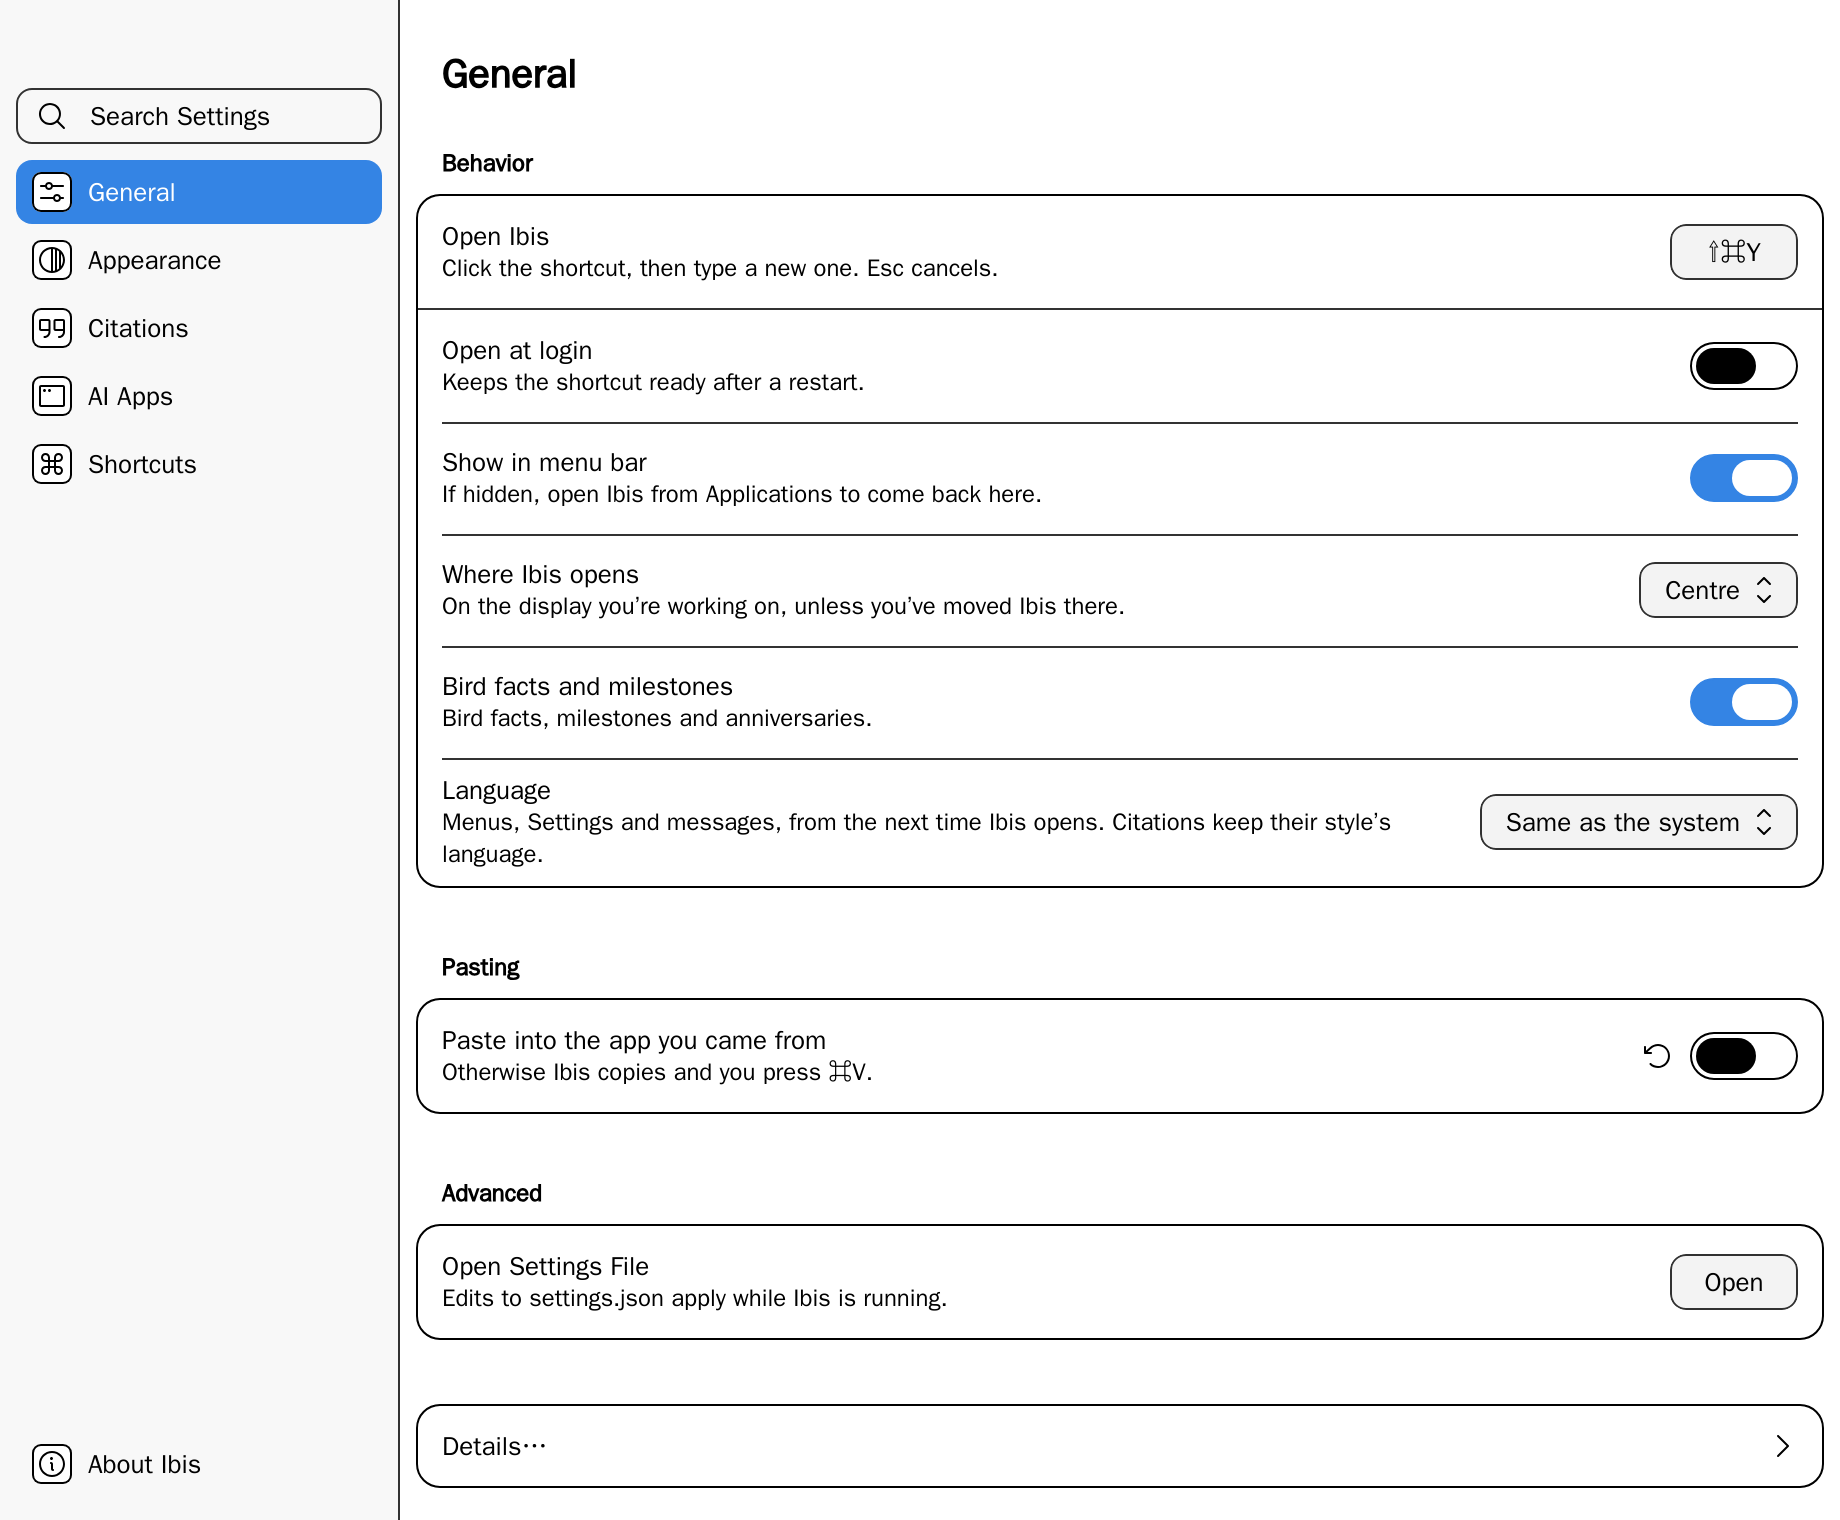 Search Settings
General
Appearance
Citations
AI Apps
Shortcuts
About Ibis
General
Behavior
Open Ibis
Click the shortcut, then type a new one. Esc cancels.
⇧⌘Y
Open at login
Keeps the shortcut ready after a restart.
Show in menu bar
If hidden, open Ibis from Applications to come back here.
Where Ibis opens
On the display you’re working on, unless you’ve moved Ibis there.
Centre
Bird facts and milestones
Bird facts, milestones and anniversaries.
Language
Menus, Settings and messages, from the next time Ibis opens. Citations keep their style’s
language.
Same as the system
Pasting
Paste into the app you came from
Otherwise Ibis copies and you press ⌘V.
Advanced
Open Settings File
Edits to settings.json apply while Ibis is running.
Open
Details…